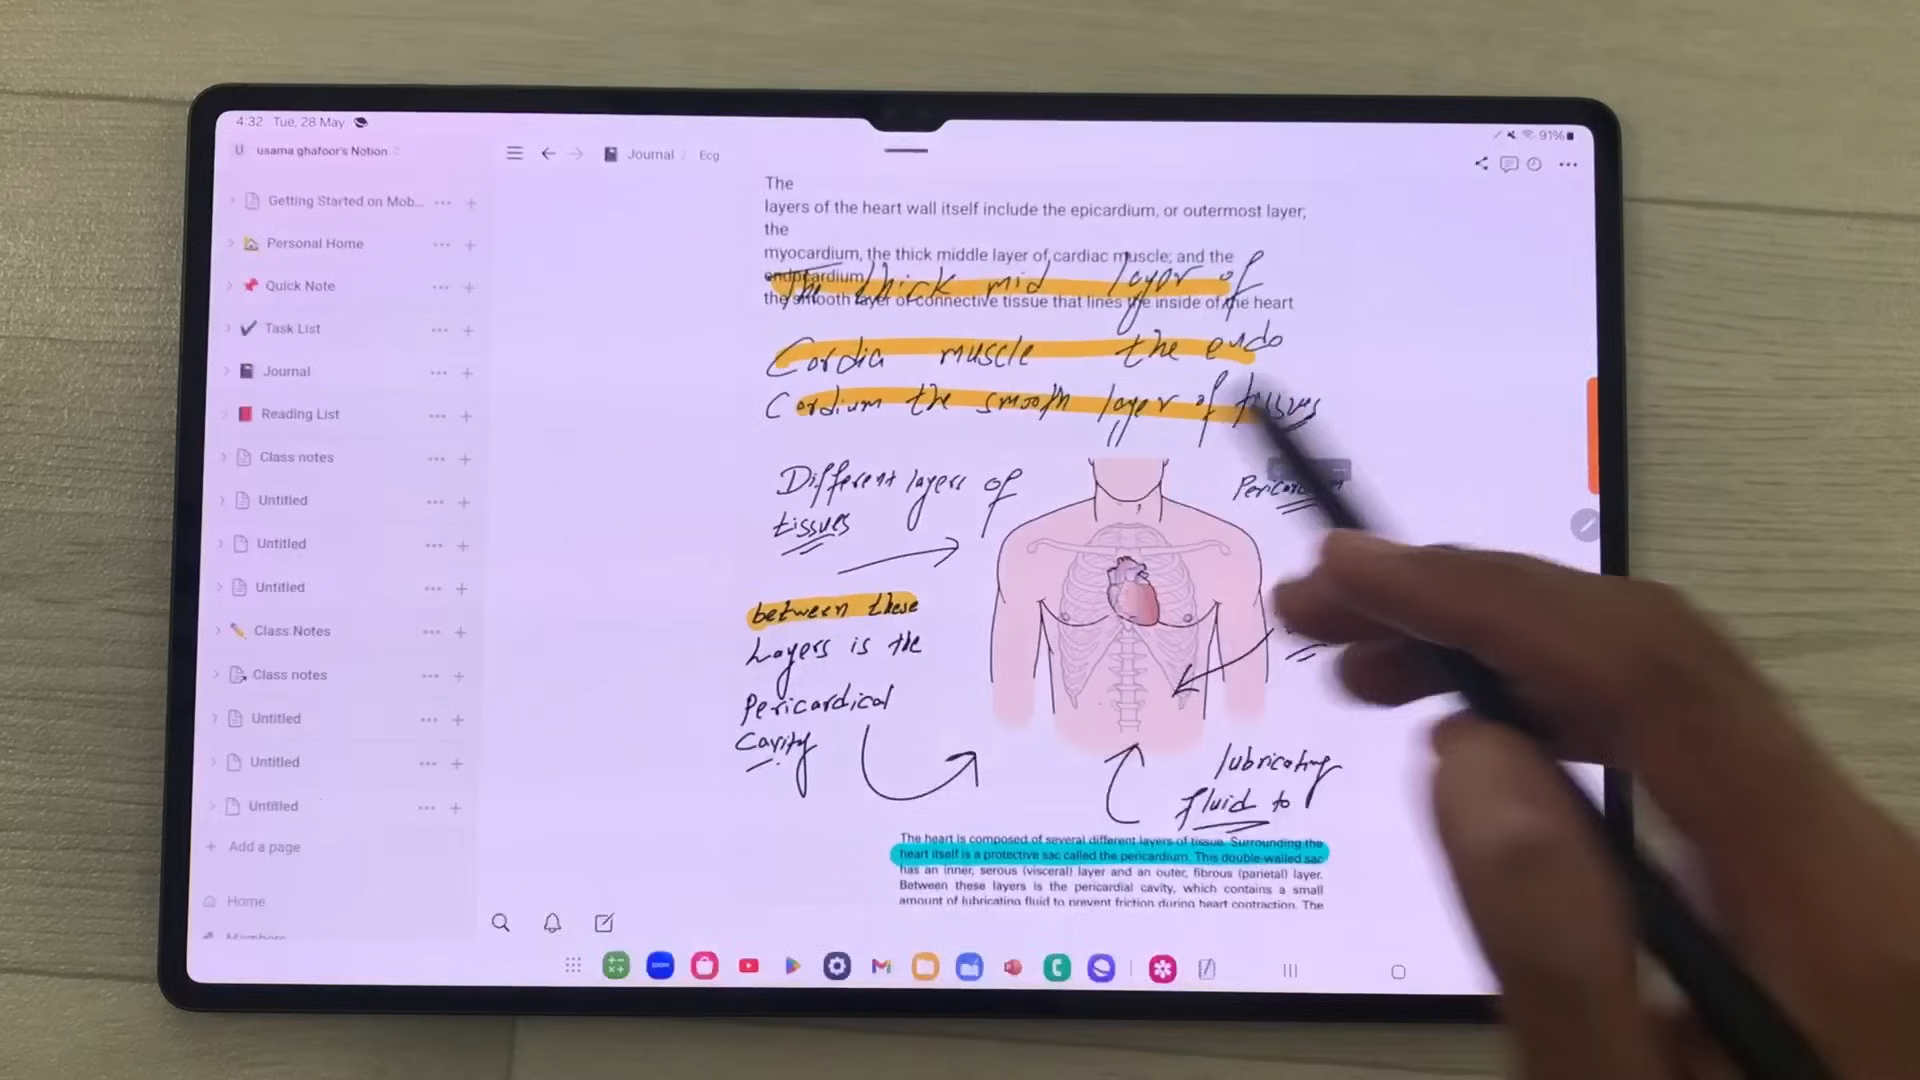 4:32 Tue, 28 May
91%
U usama ghafoor's Notion
Journal / Ecg
Getting Started on Mob...
Personal Home
Quick Note
Task List
Journal
Reading List
Class notes
Untitled
Untitled
Untitled
Class Notes
Class notes
Untitled
Untitled
Untitled
Add a page
Home
Members
The
layers of the heart wall itself include the epicardium, or outermost layer;
the
myocardium, the thick middle layer of cardiac muscle; and the
endocardium,
the smooth layer of connective tissue that lines the inside of the heart
The thick mid layer of
Cordia muscle the endo
Cordium the smooth layer of tissues
Different layers of
tissues
Pericardium
between these
Layers is the
Pericardical
Cavity
lubricating
fluid to
The heart is composed of several different layers of tissue. Surrounding the
heart itself is a protective sac called the pericardium. This double walled sac
has an inner, serous (visceral) layer and an outer, fibrous (parietal) layer.
Between these layers is the pericardial cavity, which contains a small
amount of lubricating fluid to prevent friction during heart contraction. The
zoom